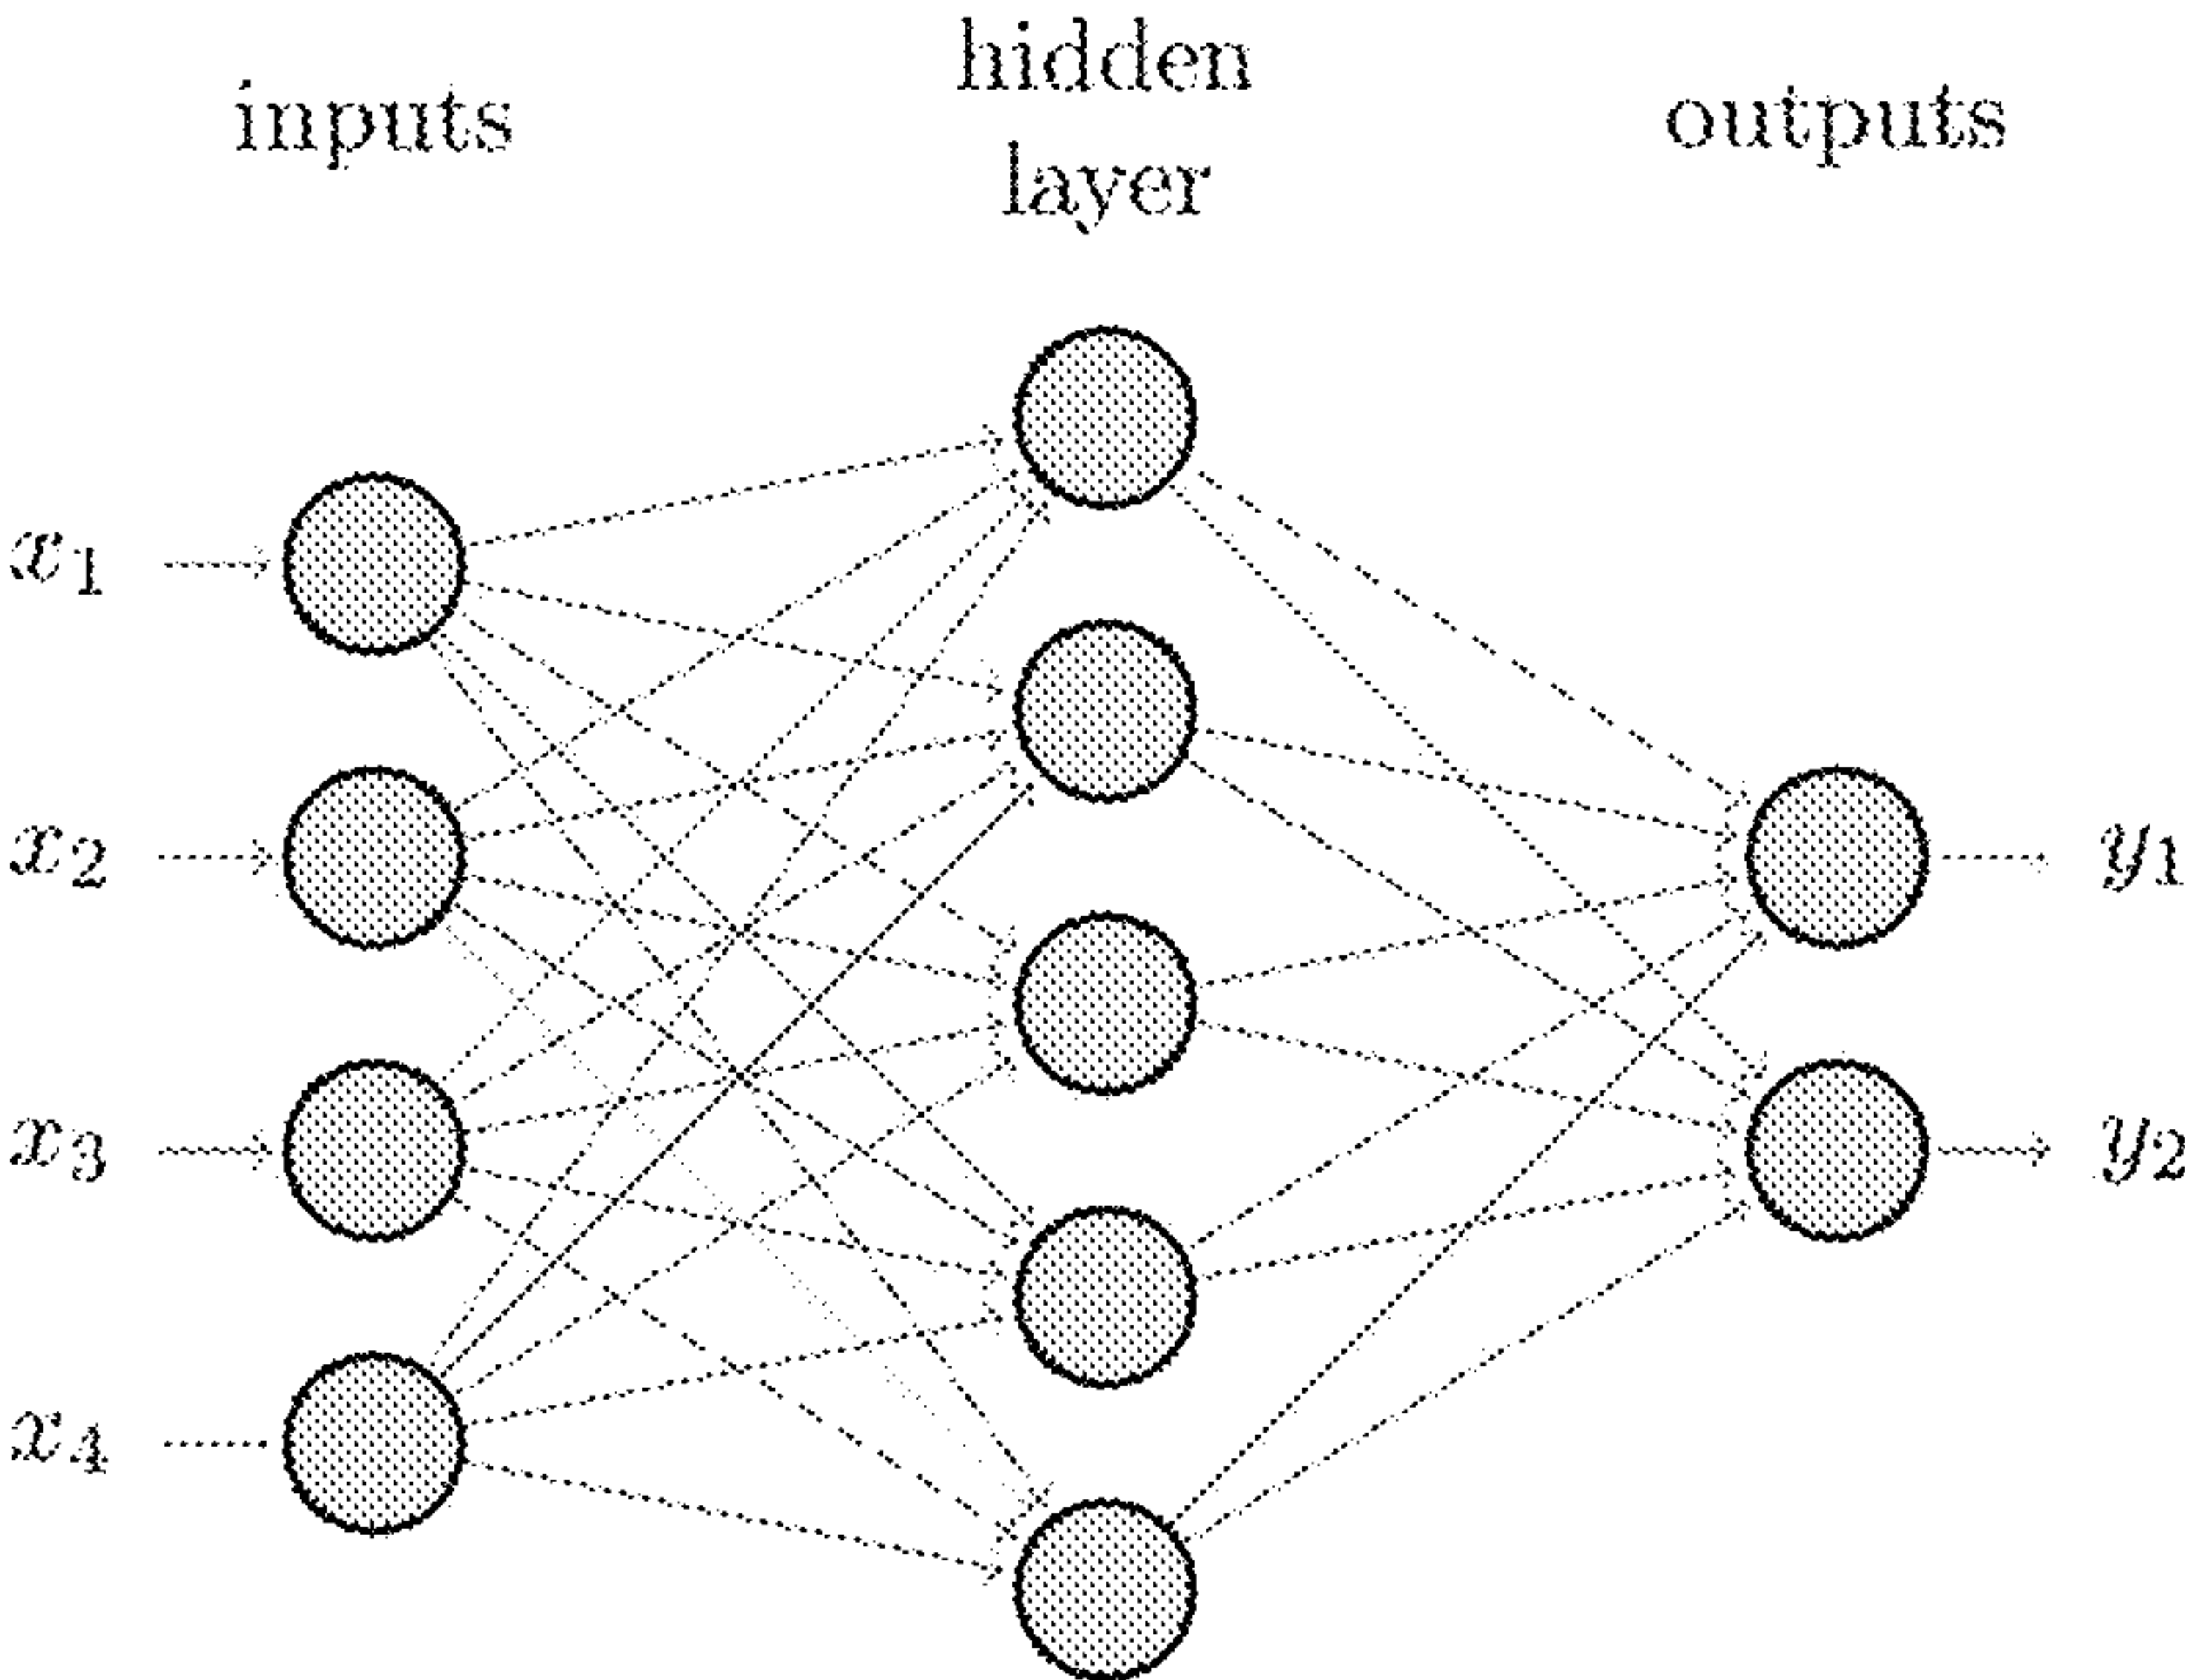 hidden
layer
inputs
outputs
x1
x2
x3
x4
y1
y2